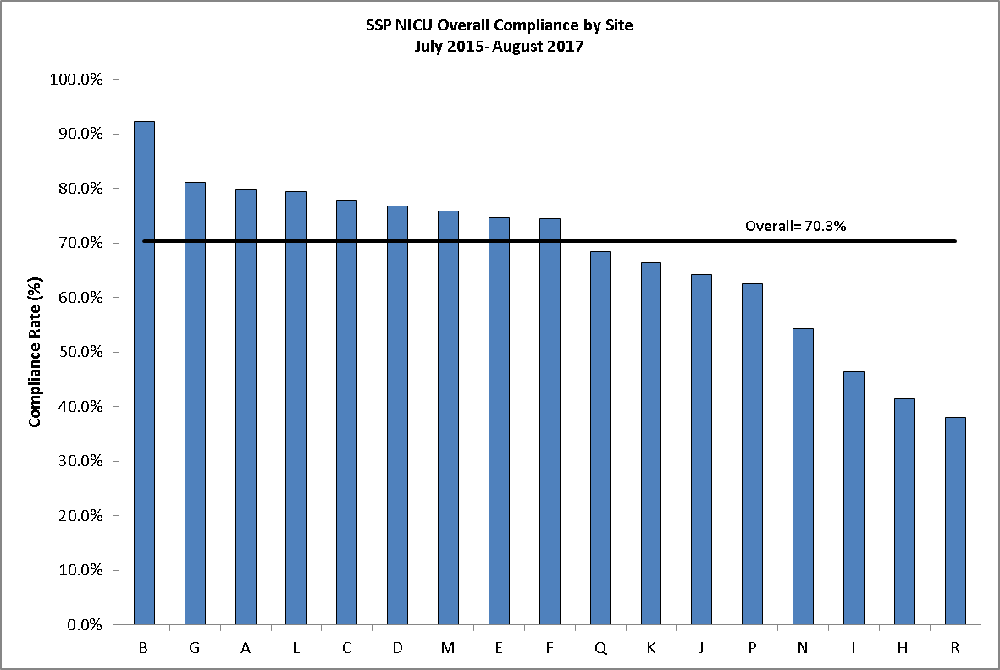 SSP NICU Overall Compliance by Site
July 2015- August 2017
100.0%
90.0%
80.0%
70.0%
60.0%
50.0%
40.0%
30.0%
20.0%
10.0%
0.0%
Compliance Rate (%)
Overall= 70.3%
B G A L C D M E F Q K J P N I H R